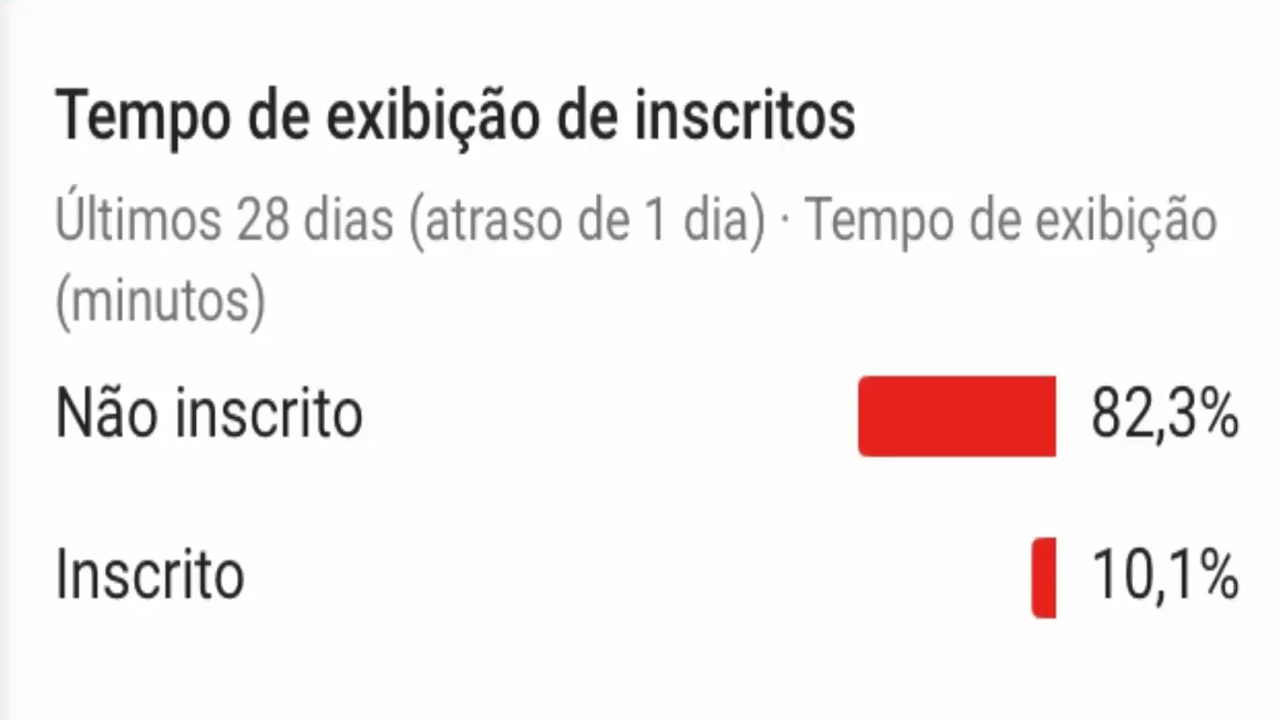 Tempo de exibição de inscritos
Últimos 28 dias (atraso de 1 dia) · Tempo de exibição
(minutos)
Não inscrito 82,3%
Inscrito 10,1%